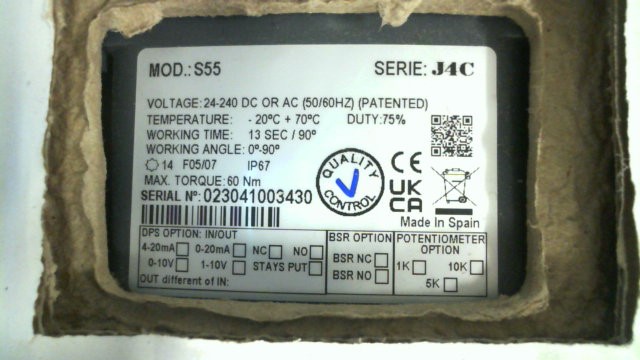 MOD.: S55 SERIE: J4C
VOLTAGE: 24-240 DC OR AC (50/60HZ) (PATENTED)
TEMPERATURE: - 20ºC + 70ºC DUTY: 75%
WORKING TIME: 13 SEC / 90º
WORKING ANGLE: 0º-90º
14 F05/07 IP67
MAX. TORQUE: 60 Nm
SERIAL Nº: 023041003430
QUALITY CONTROL
CE
UKCA
Made In Spain
DPS OPTION: IN/OUT
4-20mA 0-20mA NC NO
0-10V 1-10V STAYS PUT
OUT different of IN:
BSR OPTION
BSR NC
BSR NO
POTENTIOMETER
OPTION
1K 10K
5K